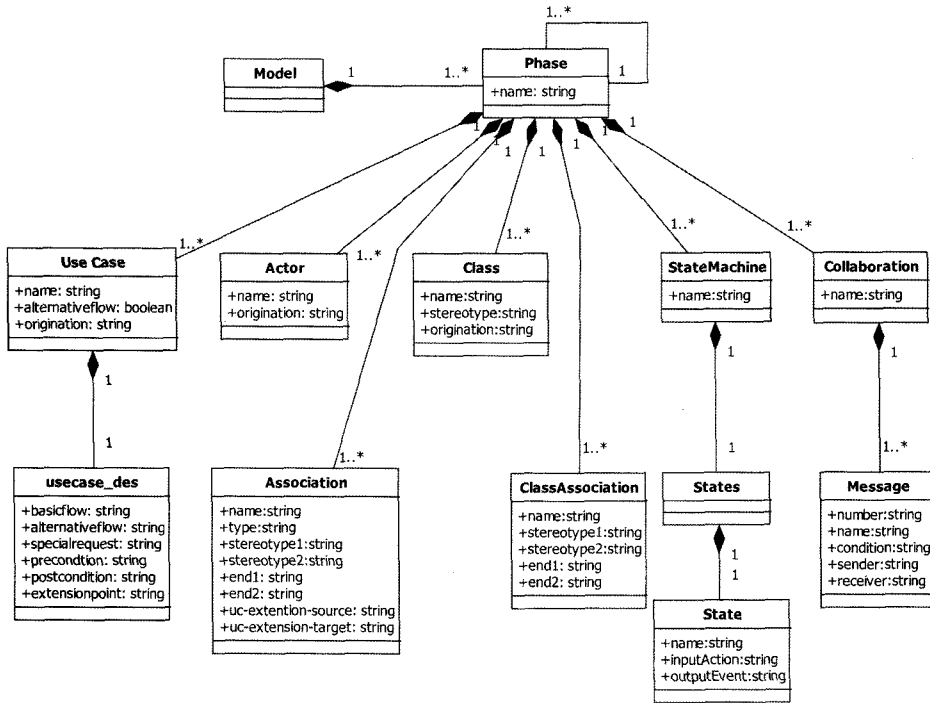 1..*
Phase
+name: string
1
Model
1
1..*
1
1
1
1
1
1
1
1..*
1..*
1..*
1..*
1..*
Use Case
+name: string
+alternativeflow: boolean
+origination: string
Actor
+name: string
+origination: string
Class
+name:string
+stereotype:string
+origination:string
StateMachine
+name:string
Collaboration
+name:string
1
1
1
1
1..*
1..*
1
1..*
usecase_des
+basicflow: string
+alternativeflow: string
+specialrequest: string
+precondtion: string
+postcondition: string
+extensionpoint: string
Association
+name:string
+type:string
+stereotype1:string
+stereotype2:string
+end1: string
+end2: string
+uc-extention-source: string
+uc-extension-target: string
ClassAssociation
+name:string
+stereotype1:string
+stereotype2:string
+end1: string
+end2: string
States
1
1
Message
+number:string
+name:string
+condition:string
+sender:string
+receiver:string
State
+name:string
+inputAction:string
+outputEvent:string